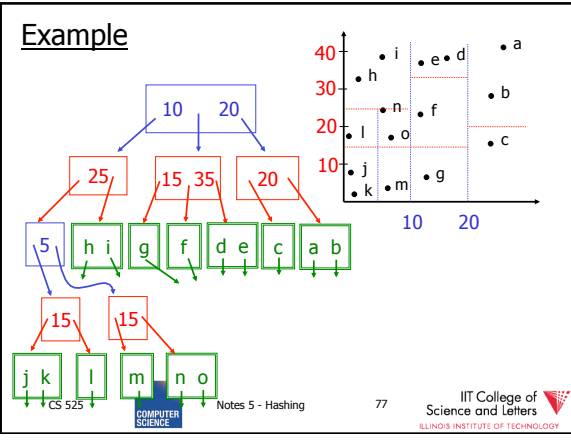 Example
40
30
20
10
i
h
e
d
a
n
f
b
l
o
c
j
k
m
g
10 20
10 20
25
15 35
20
5
h i
g
f
d e
c
a b
15
15
j k
l
m
n o
CS 525
COMPUTER
SCIENCE
Notes 5 - Hashing
77
IIT College of
Science and Letters
ILLINOIS INSTITUTE OF TECHNOLOGY